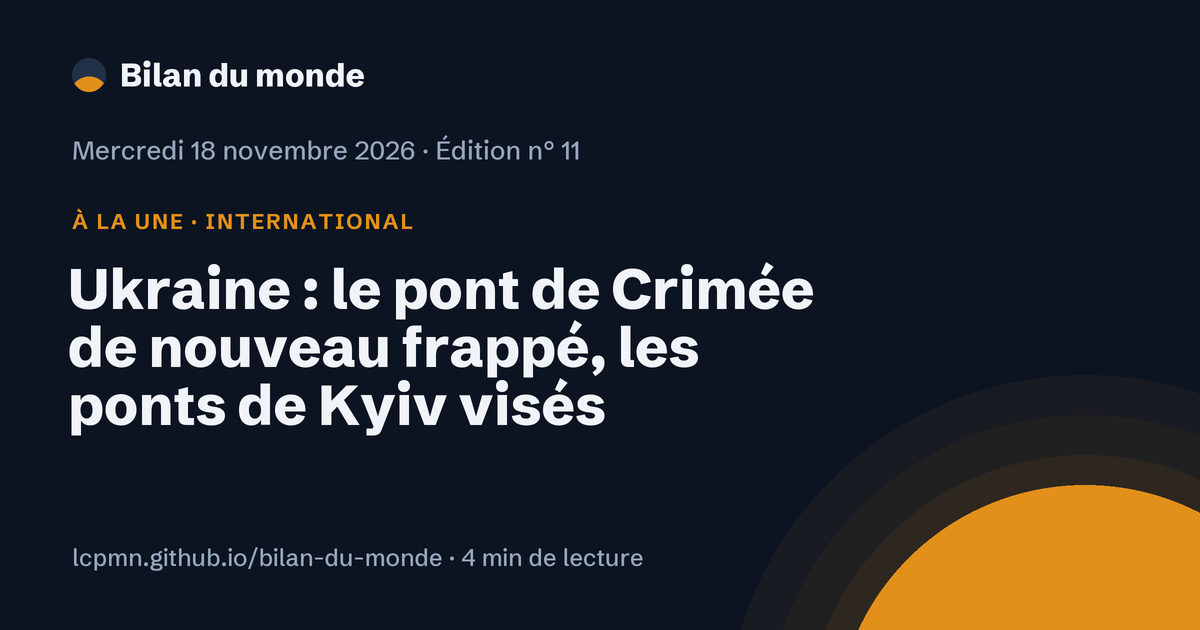 Bilan du monde
Mercredi 18 novembre 2026 · Édition n° 11
À LA UNE · INTERNATIONAL
Ukraine : le pont de Crimée
de nouveau frappé, les
ponts de Kyiv visés
lcpmn.github.io/bilan-du-monde · 4 min de lecture